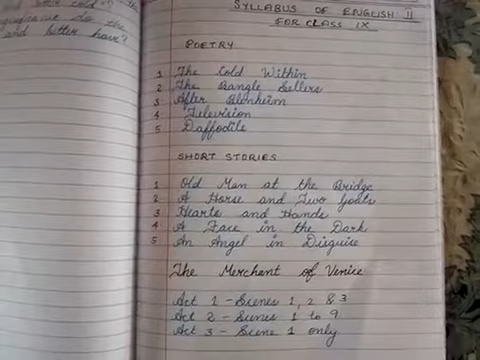 and better hair?
SYLLABUS OF ENGLISH II
FOR CLASS IX
POETRY
1 The Cold Within
2 The Bangle Sellers
3 After Blenheim
4 Television
5 Daffodils
SHORT STORIES
1 Old Man at the Bridge
2 A Horse and Two Goats
3 Hearts and Hands
4 A Face in the Dark
5 An Angel in Disguise
The Merchant of Venice
Act 1 - Scenes 1, 2 & 3
Act 2 - Scenes 1 to 9
Act 3 - Scene 1 only